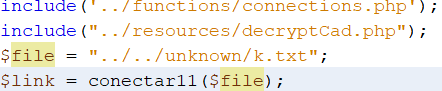 include('../functions/connections.php');
include("../resources/decryptCad.php");
$file = "../../unknown/k.txt";
$link = conectar11($file);